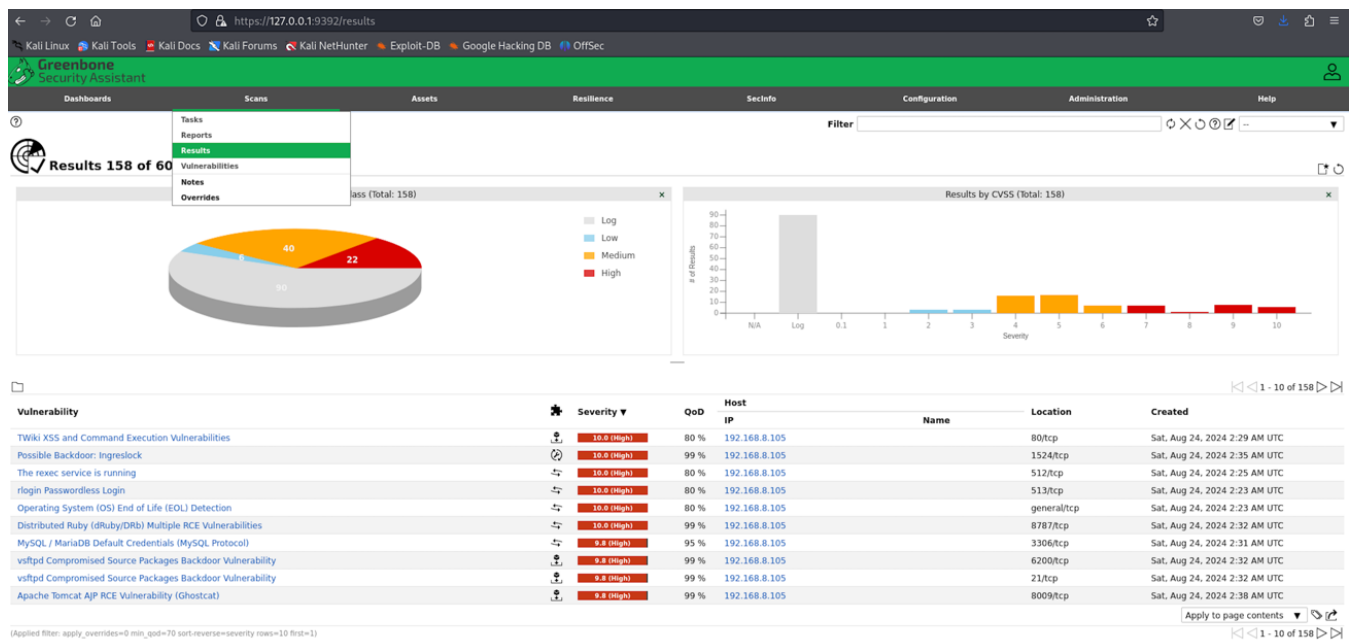 https://127.0.0.1:9392/results
Kali Linux Kali Tools Kali Docs Kali Forums Kali NetHunter Exploit-DB Google Hacking DB OffSec
Greenbone
Security Assistant
Dashboards Scans Assets Resilience SecInfo Configuration Administration Help
Tasks
Reports
Results
Vulnerabilities
Notes
Overrides
Filter
--
Results 158 of 60
lass (Total: 158)
Results by CVSS (Total: 158)
Log
Low
Medium
High
40
6
22
90
# of Results
90
80
70
60
50
40
30
20
10
0
N/A Log 0.1 1 2 3 4 5 6 7 8 9 10
Severity
1 - 10 of 158
Vulnerability Severity ▼ QoD Host Location Created
IP Name
TWiki XSS and Command Execution Vulnerabilities 10.0 (High) 80 % 192.168.8.105 80/tcp Sat, Aug 24, 2024 2:29 AM UTC
Possible Backdoor: Ingreslock 10.0 (High) 99 % 192.168.8.105 1524/tcp Sat, Aug 24, 2024 2:35 AM UTC
The rexec service is running 10.0 (High) 80 % 192.168.8.105 512/tcp Sat, Aug 24, 2024 2:25 AM UTC
rlogin Passwordless Login 10.0 (High) 80 % 192.168.8.105 513/tcp Sat, Aug 24, 2024 2:23 AM UTC
Operating System (OS) End of Life (EOL) Detection 10.0 (High) 80 % 192.168.8.105 general/tcp Sat, Aug 24, 2024 2:23 AM UTC
Distributed Ruby (dRuby/DRb) Multiple RCE Vulnerabilities 10.0 (High) 99 % 192.168.8.105 8787/tcp Sat, Aug 24, 2024 2:32 AM UTC
MySQL / MariaDB Default Credentials (MySQL Protocol) 9.8 (High) 95 % 192.168.8.105 3306/tcp Sat, Aug 24, 2024 2:31 AM UTC
vsftpd Compromised Source Packages Backdoor Vulnerability 9.8 (High) 99 % 192.168.8.105 6200/tcp Sat, Aug 24, 2024 2:32 AM UTC
vsftpd Compromised Source Packages Backdoor Vulnerability 9.8 (High) 99 % 192.168.8.105 21/tcp Sat, Aug 24, 2024 2:32 AM UTC
Apache Tomcat AJP RCE Vulnerability (Ghostcat) 9.8 (High) 99 % 192.168.8.105 8009/tcp Sat, Aug 24, 2024 2:38 AM UTC
Apply to page contents ▼
(Applied filter: apply_overrides=0 min_qod=70 sort-reverse=severity rows=10 first=1)
1 - 10 of 158